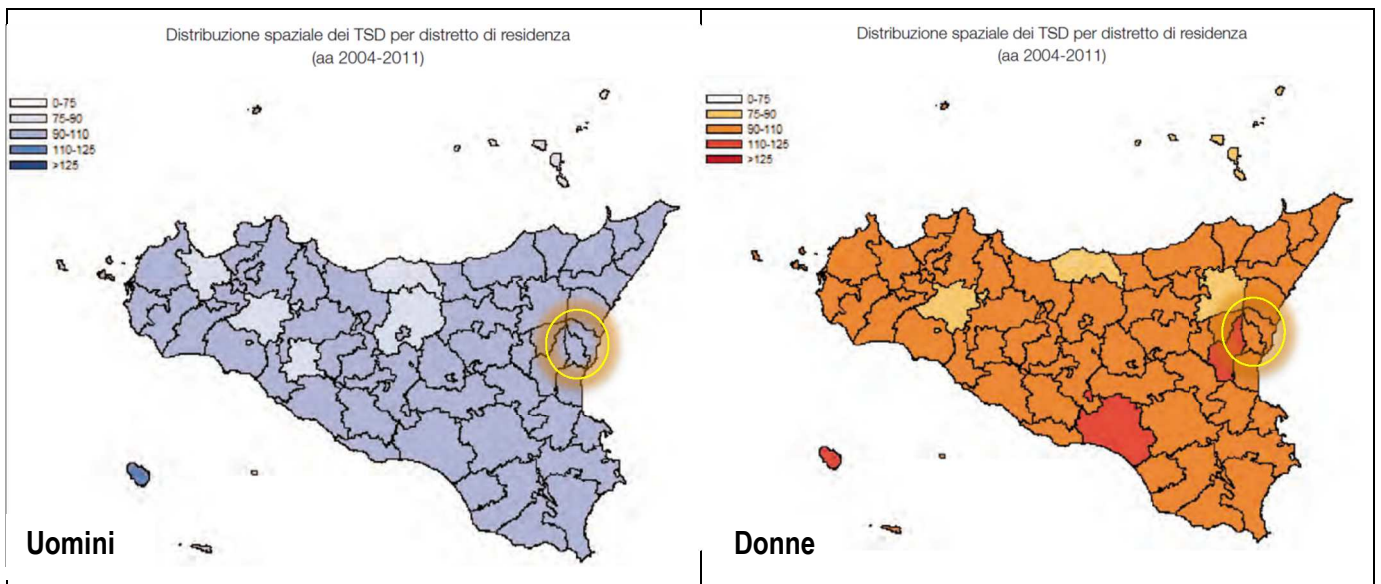 Distribuzione spaziale dei TSD per distretto di residenza
(aa 2004-2011)
0-75
75-90
90-110
110-125
>125
Uomini
Distribuzione spaziale dei TSD per distretto di residenza
(aa 2004-2011)
0-75
75-90
90-110
110-125
>125
Donne